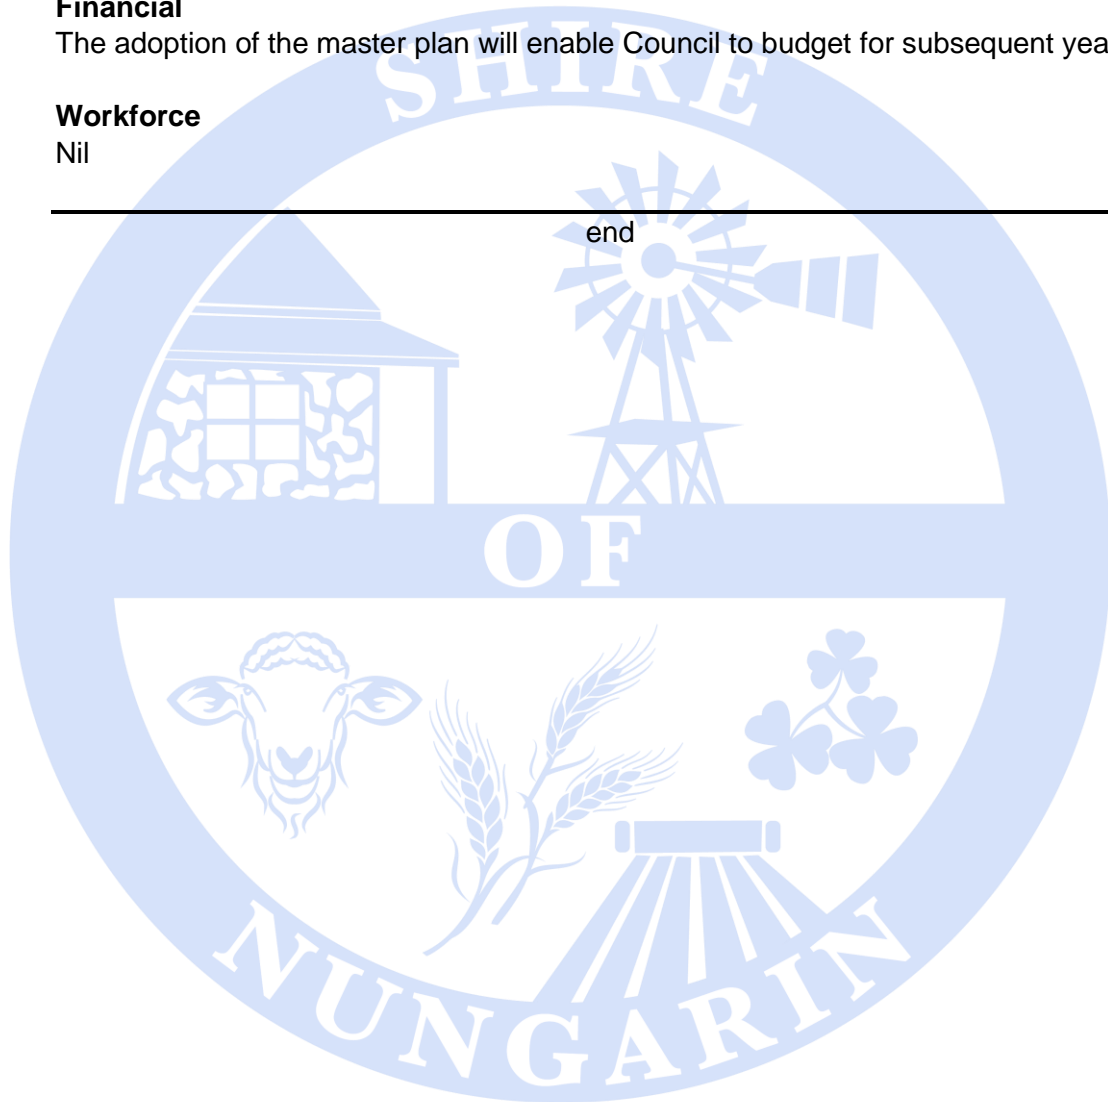 Financial
The adoption of the master plan will enable Council to budget for subsequent
Workforce
Nil
end
SHIRE
OF
NUNGARIN